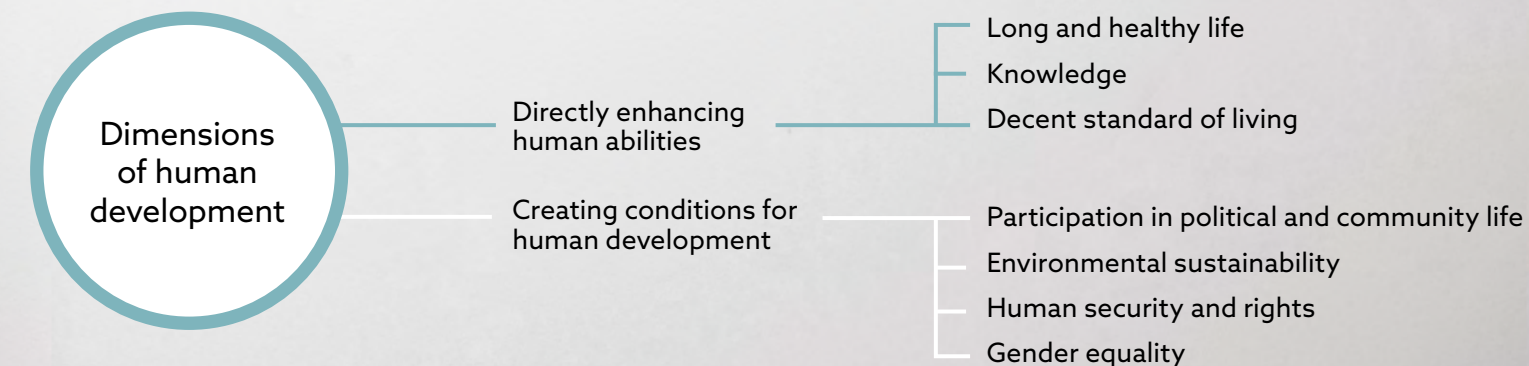 Dimensions
of human
development
Directly enhancing
human abilities
Long and healthy life
Knowledge
Decent standard of living
Creating conditions for
human development
Participation in political and community life
Environmental sustainability
Human security and rights
Gender equality